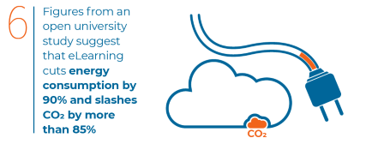 6
Figures from an
open university
study suggest
that eLearning
cuts energy
consumption by
90% and slashes
CO₂ by more
than 85%
CO₂